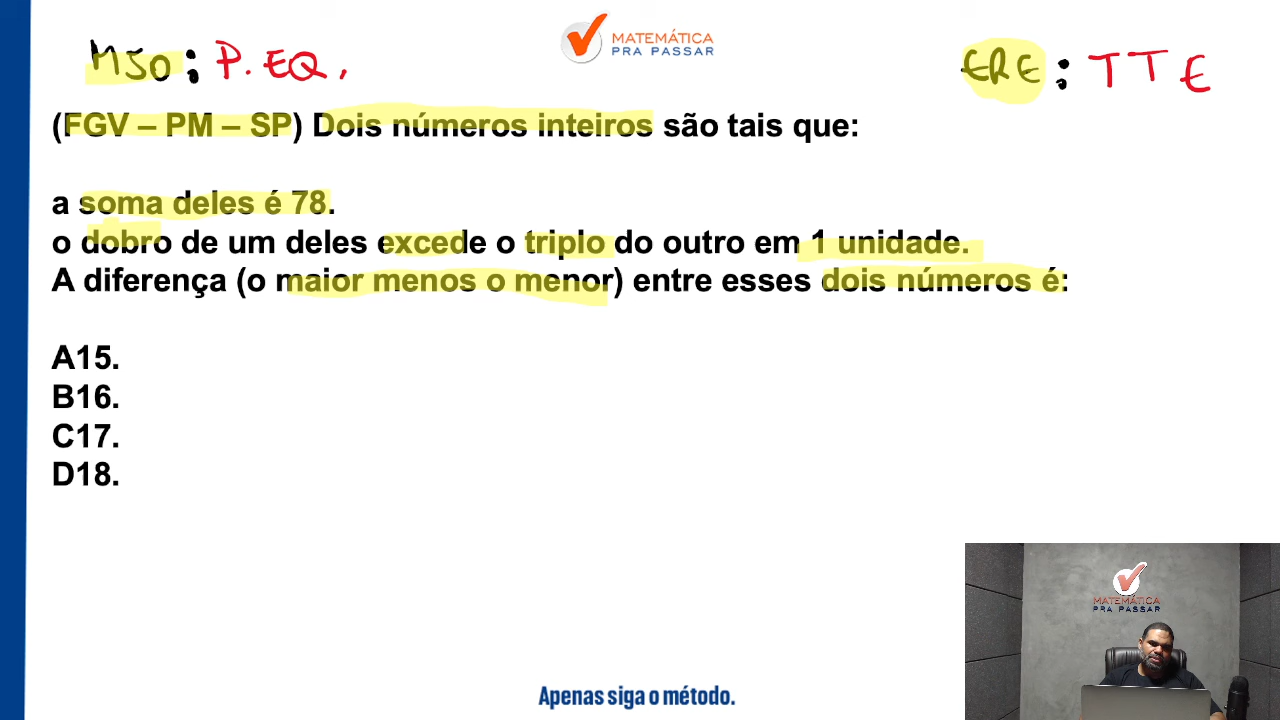 MATEMÁTICA
PRA PASSAR
MSO: P. EQ.
ERE: TTE
(FGV – PM – SP) Dois números inteiros são tais que:
a soma deles é 78.
o dobro de um deles excede o triplo do outro em 1 unidade.
A diferença (o maior menos o menor) entre esses dois números é:
A15.
B16.
C17.
D18.
MATEMÁTICA
PRA PASSAR
Apenas siga o método.